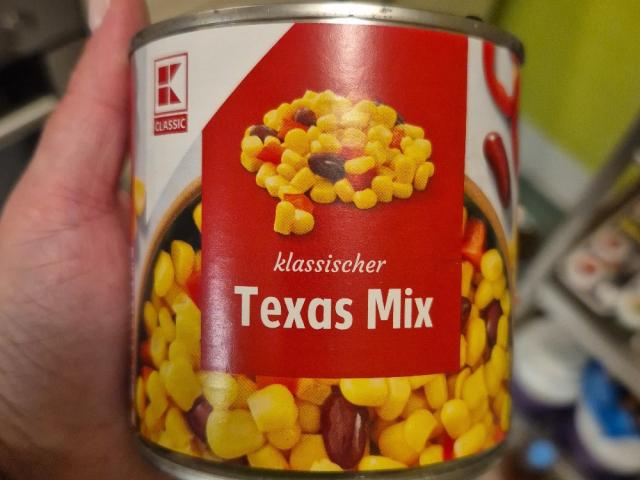 K
CLASSIC
klassischer
Texas Mix